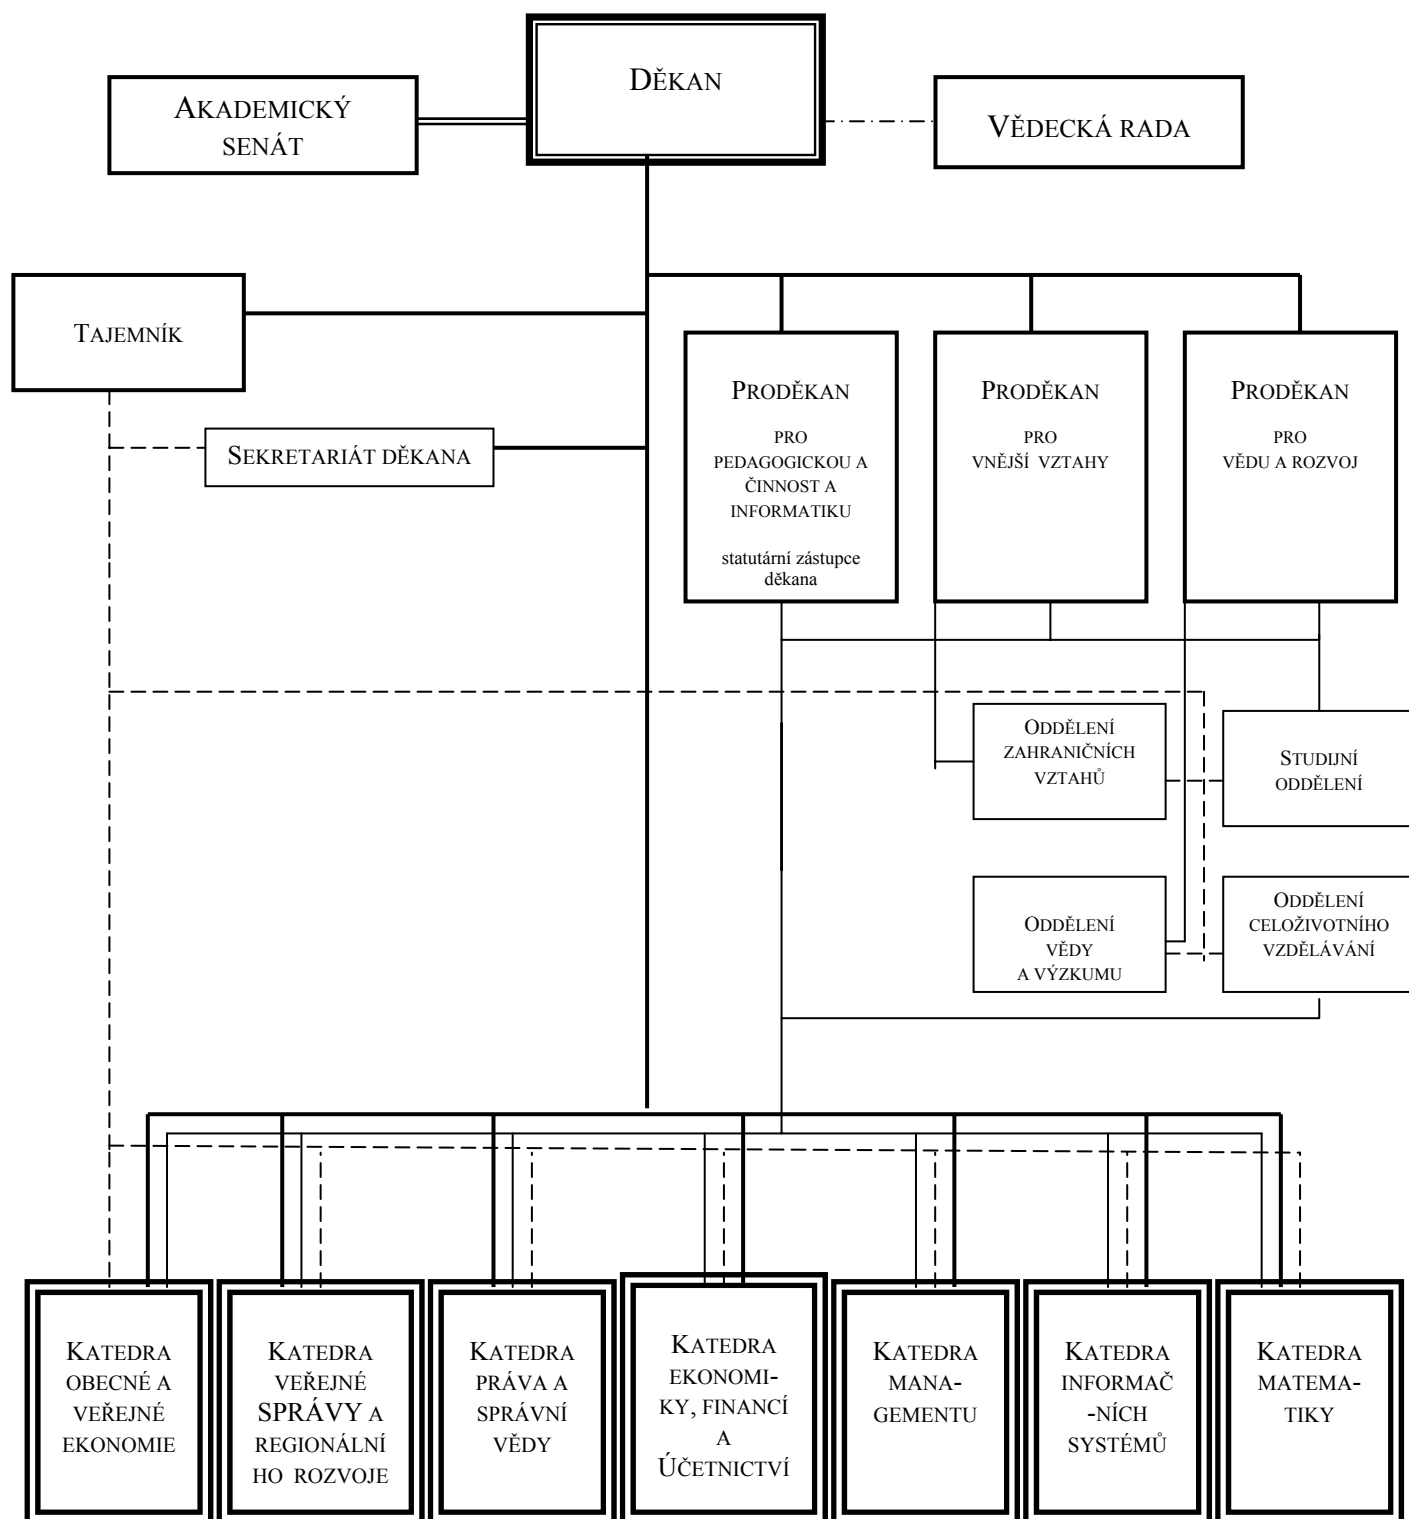 DĚKAN
AKADEMICKÝ
SENÁT
VĚDECKÁ RADA
TAJEMNÍK
SEKRETARIÁT DĚKANA
PRODĚKAN
PRO
PEDAGOGICKOU A
ČINNOST A
INFORMATIKU
statutární zástupce
děkana
PRODĚKAN
PRO
VNĚJŠÍ VZTAHY
PRODĚKAN
PRO
VĚDU A ROZVOJ
ODDĚLENÍ
ZAHRANIČNÍCH
VZTAHŮ
STUDIJNÍ
ODDĚLENÍ
ODDĚLENÍ
VĚDY
A VÝZKUMU
ODDĚLENÍ
CELOŽIVOTNÍHO
VZDĚLÁVÁNÍ
KATEDRA
OBECNÉ A
VEŘEJNÉ
EKONOMIE
KATEDRA
VEŘEJNÉ
SPRÁVY A
REGIONÁLNÍ
HO ROZVOJE
KATEDRA
PRÁVA A
SPRÁVNÍ
VĚDY
KATEDRA
EKONOMI-
KY, FINANCÍ
A
ÚČETNICTVÍ
KATEDRA
MANA-
GEMENTU
KATEDRA
INFORMAČ
-NÍCH
SYSTÉMŮ
KATEDRA
MATEMA-
TIKY